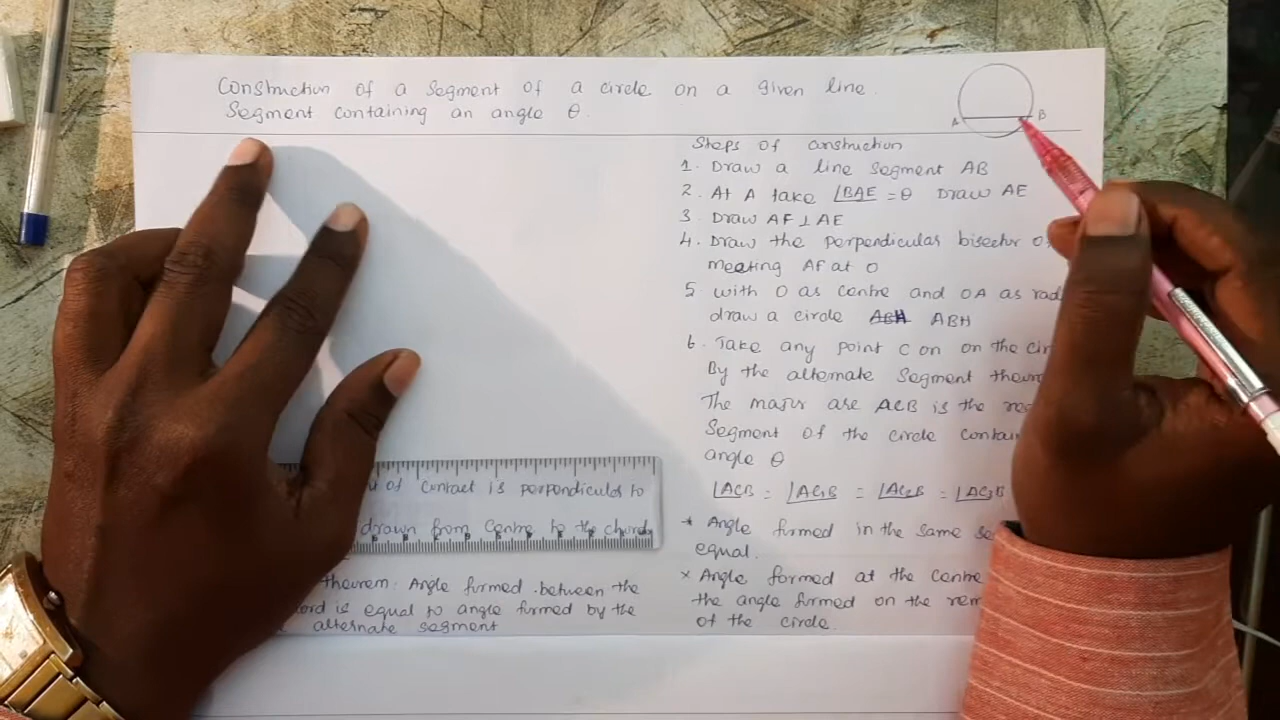 Construction of a segment of a circle on a given line
Segment containing an angle θ.
A B
Steps of construction
1. Draw a line segment AB
2. At A take ∠BAE = θ Draw AE
3. Draw AF ⊥ AE
4. Draw the perpendicular bisector
meeting AF at O
5 with O as centre and OA as
draw a circle ABH
6. Take any point C on on the
By the alternate segment
The major arc ACB is the
Segment of the circle
angle θ
∠ACB = ∠AC1B = ∠AC2B = ∠AC3B
* Angle formed in the same
equal.
× Angle formed at the centre
the angle formed on the
of the circle.
of contact is perpendicular to
drawn from centre to the chord
theorem: Angle formed between the
is equal to angle formed by the
alternate segment